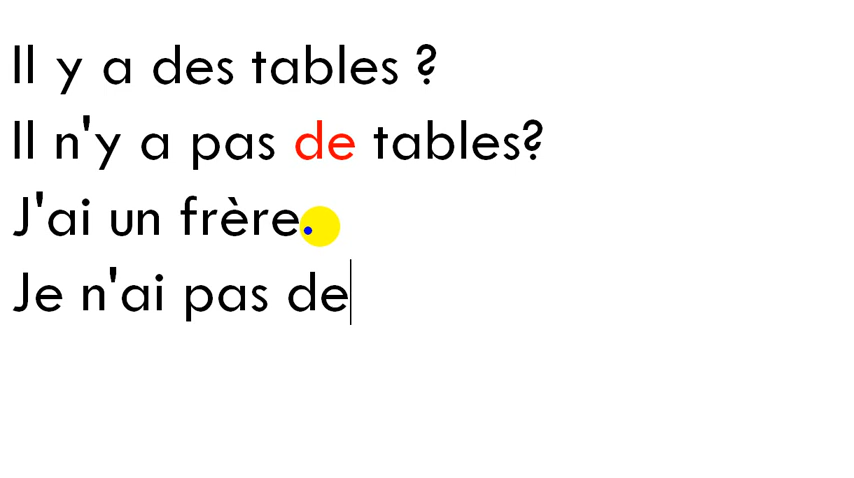 Il y a des tables ?
Il n'y a pas de tables?
J'ai un frère.
Je n'ai pas de